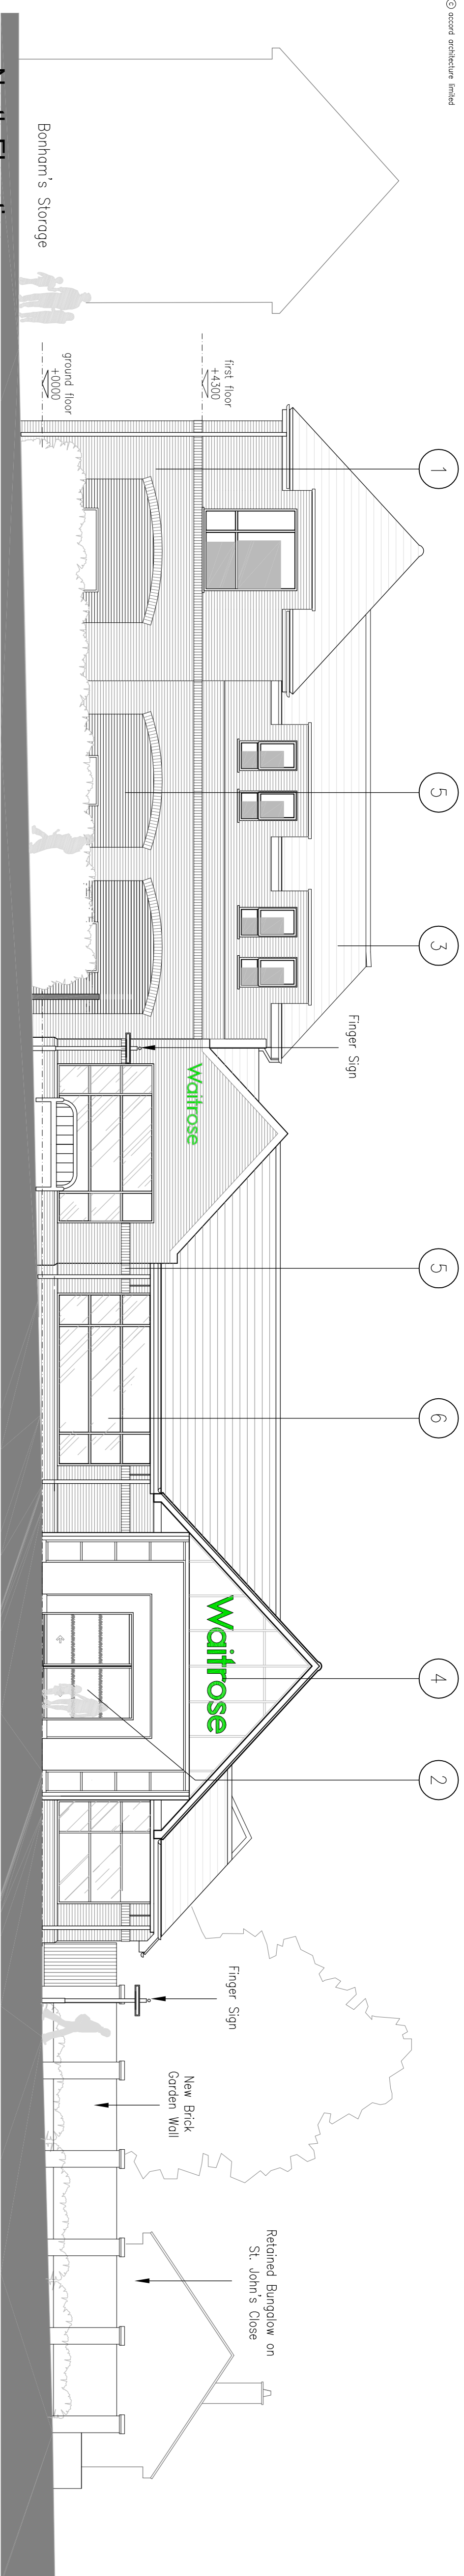 © accord architecture limited
Bonham's Storage
first floor
+4300
ground floor
+0000
1
5
3
Finger Sign
Waitrose
5
6
Waitrose
4
2
Finger Sign
New Brick
Garden Wall
Retained Bungalow on
St. John's Close